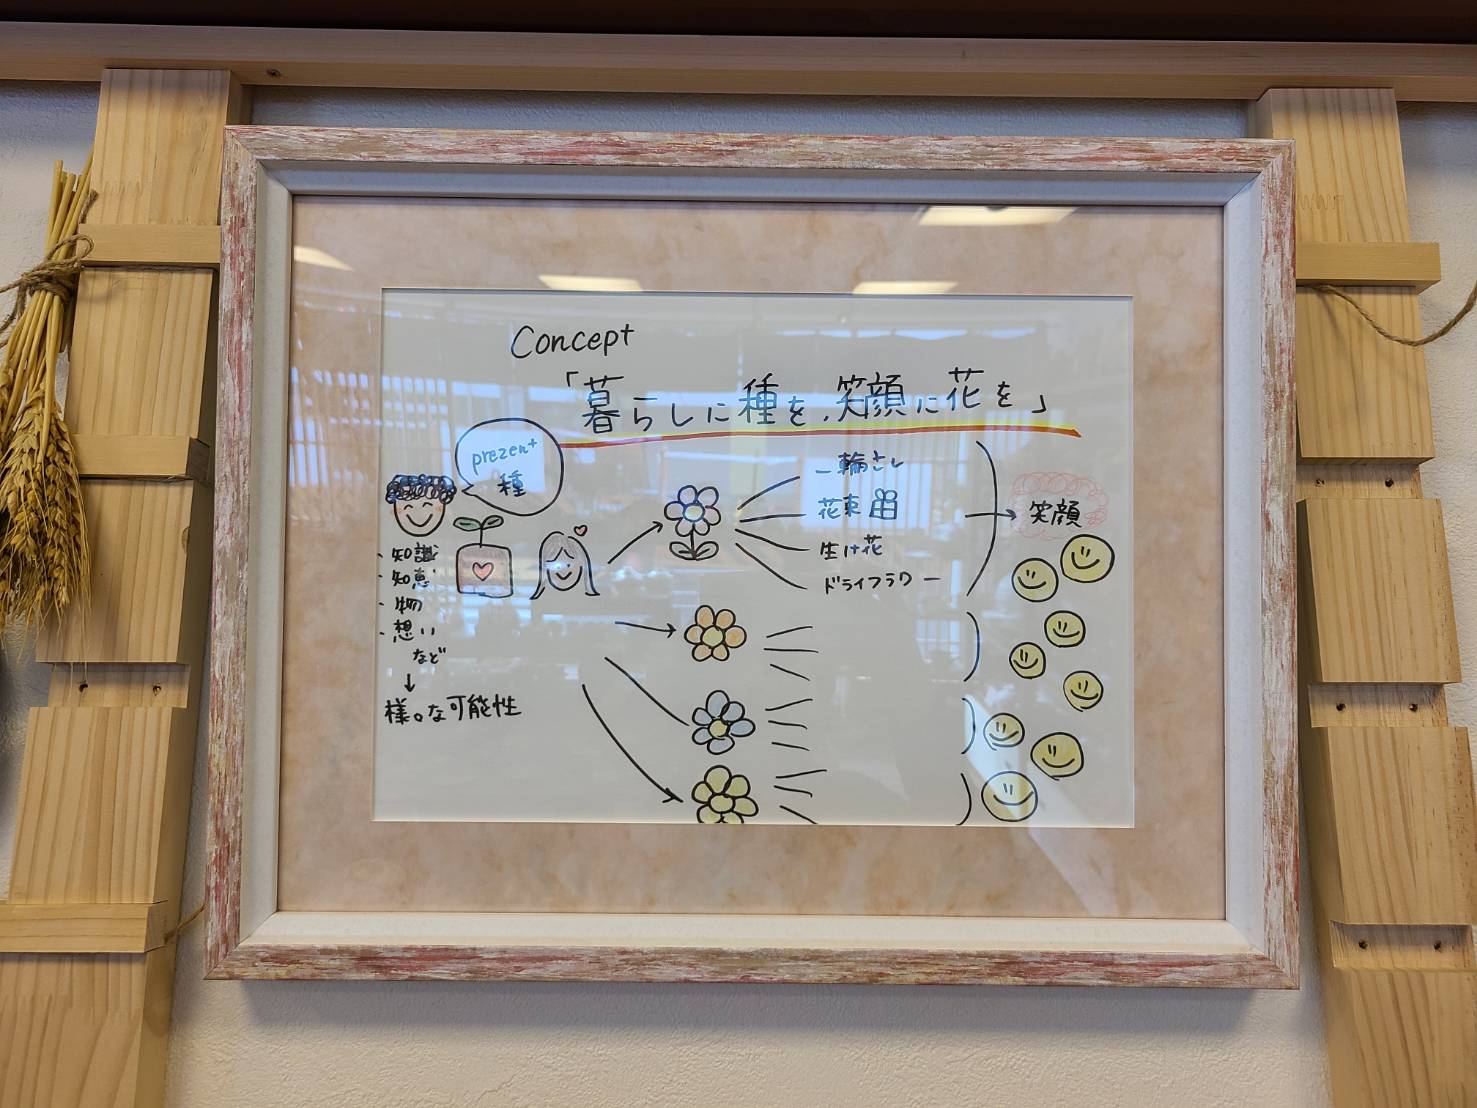 Concept
「暮らしに種を、笑顔に花を」
prezent
種
・知識
・知恵
・物
・想い
など
↓
様々な可能性
一輪さし
花束
生け花
ドライフラワー
笑顔